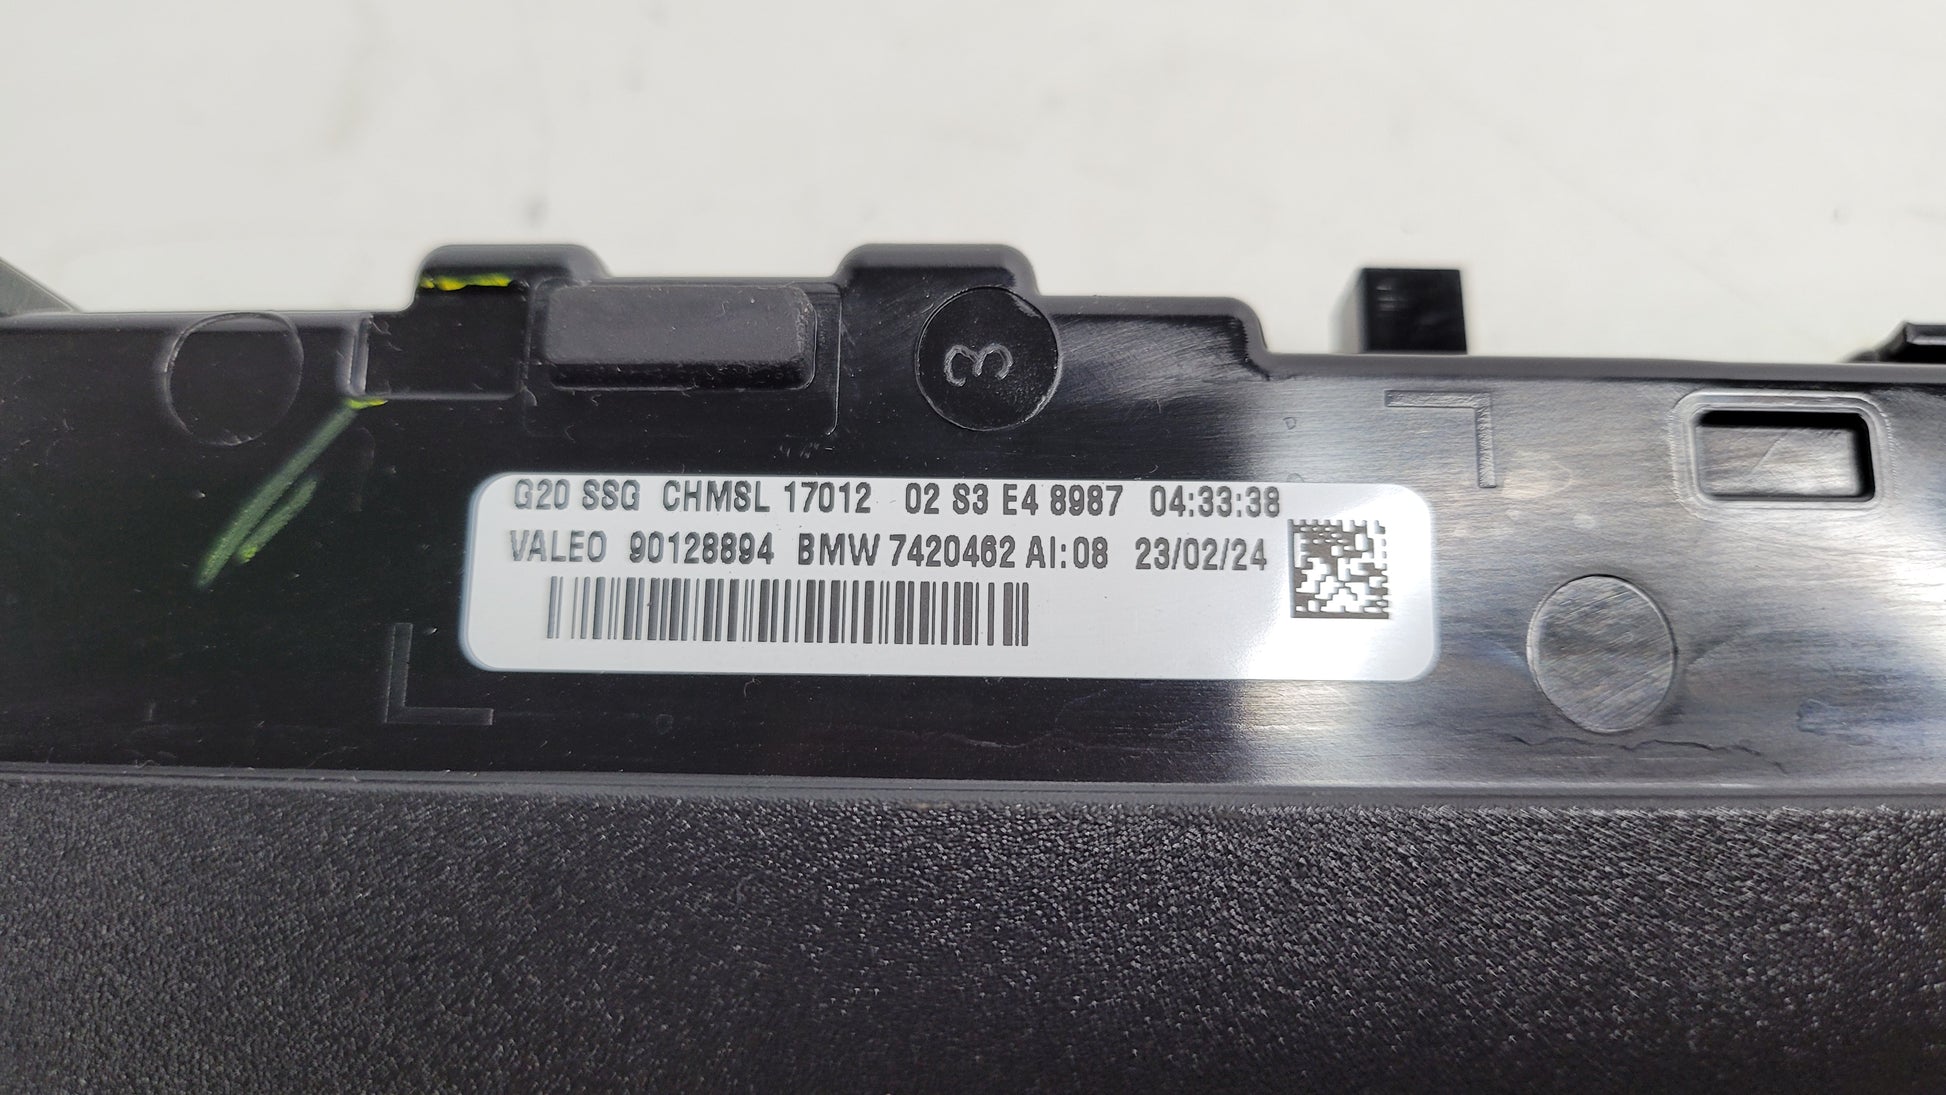 3
G20 SSG CHMSL 17012 02 S3 E4 8987 04:33:38
VALEO 90128894 BMW 7420462 AI:08 23/02/24